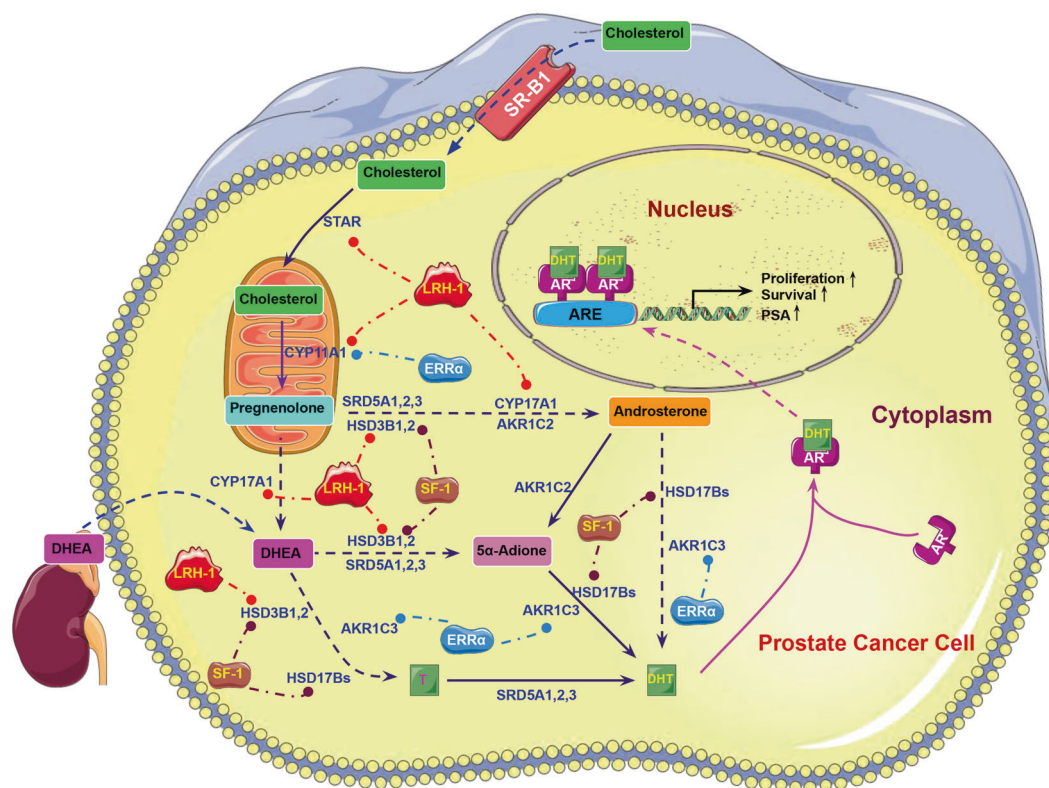 Cholesterol
SR-B1
Cholesterol
STAR
Nucleus
DHT
DHT
AR
AR
ARE
Proliferation ↑
Survival ↑
PSA ↑
LRH-1
Cholesterol
CYP11A1
ERRα
Pregnenolone
SRD5A1,2,3
HSD3B1,2
CYP17A1
AKR1C2
Androsterone
Cytoplasm
DHT
AR
CYP17A1
LRH-1
SF-1
AKR1C2
HSD17Bs
SF-1
DHEA
DHEA
HSD3B1,2
SRD5A1,2,3
5α-Adione
AKR1C3
AR
LRH-1
HSD3B1,2
HSD17Bs
AKR1C3
AKR1C3
ERRα
ERRα
Prostate Cancer Cell
SF-1
HSD17Bs
T
SRD5A1,2,3
DHT